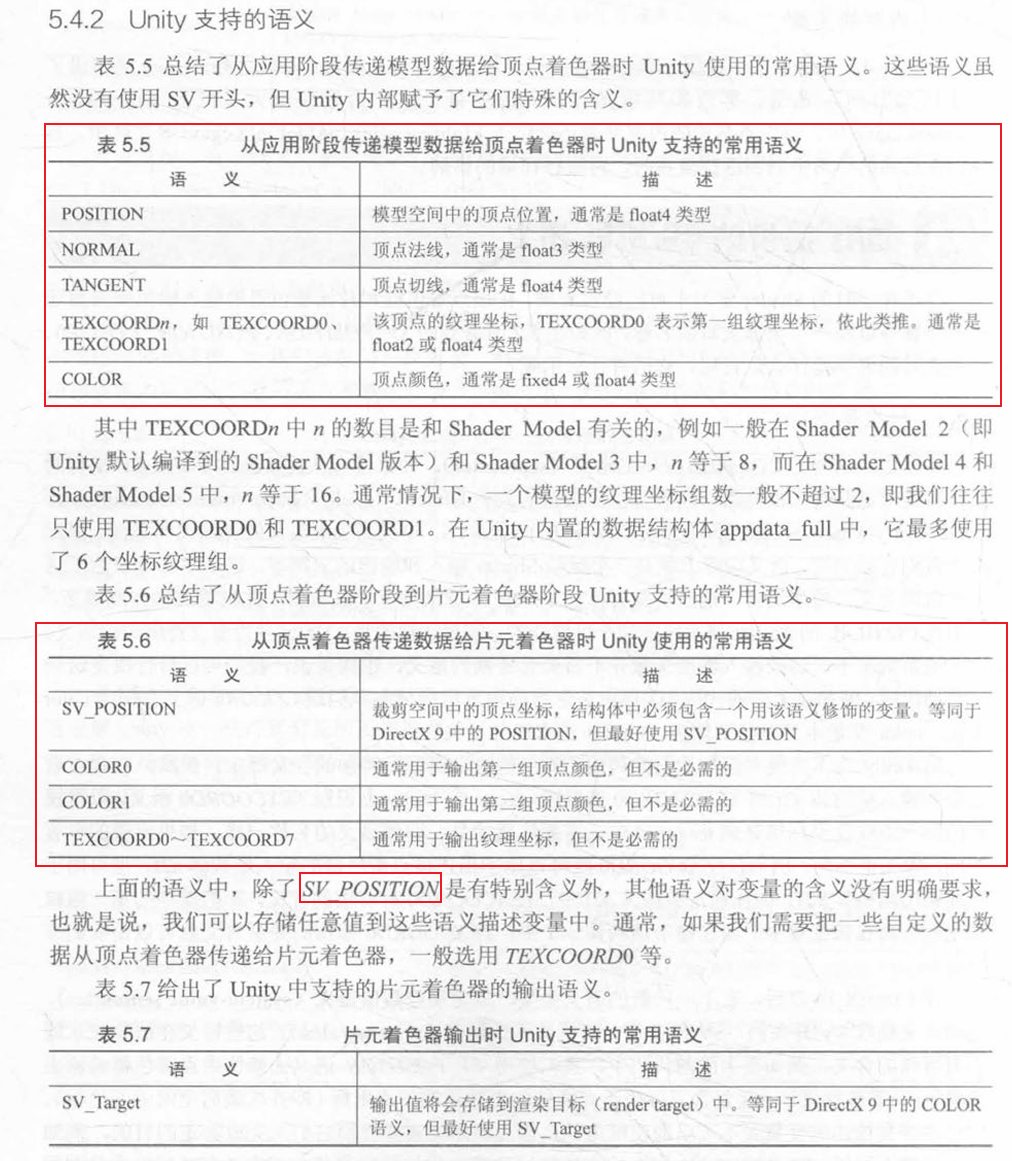 5.4.2 Unity 支持的语义
表 5.5 总结了从应用阶段传递模型数据给顶点着色器时 Unity 使用的常用语义。这些语义虽
然没有使用 SV 开头，但 Unity 内部赋予了它们特殊的含义。
表 5.5 从应用阶段传递模型数据给顶点着色器时 Unity 支持的常用语义
语 义 描 述
POSITION 模型空间中的顶点位置，通常是 float4 类型
NORMAL 顶点法线，通常是 float3 类型
TANGENT 顶点切线，通常是 float4 类型
TEXCOORDn，如 TEXCOORD0、 该顶点的纹理坐标，TEXCOORD0 表示第一组纹理坐标，依此类推。通常是
TEXCOORD1 float2 或 float4 类型
COLOR 顶点颜色，通常是 fixed4 或 float4 类型
其中 TEXCOORDn 中 n 的数目是和 Shader Model 有关的，例如一般在 Shader Model 2（即
Unity 默认编译到的 Shader Model 版本）和 Shader Model 3 中，n 等于 8，而在 Shader Model 4 和
Shader Model 5 中，n 等于 16。通常情况下，一个模型的纹理坐标组数一般不超过 2，即我们往往
只使用 TEXCOORD0 和 TEXCOORD1。在 Unity 内置的数据结构体 appdata_full 中，它最多使用
了 6 个坐标纹理组。
表 5.6 总结了从顶点着色器阶段到片元着色器阶段 Unity 支持的常用语义。
表 5.6 从顶点着色器传递数据给片元着色器时 Unity 使用的常用语义
语 义 描 述
SV_POSITION 裁剪空间中的顶点坐标，结构体中必须包含一个用该语义修饰的变量。等同于
DirectX 9 中的 POSITION，但最好使用 SV_POSITION
COLOR0 通常用于输出第一组顶点颜色，但不是必需的
COLOR1 通常用于输出第二组顶点颜色，但不是必需的
TEXCOORD0～TEXCOORD7 通常用于输出纹理坐标，但不是必需的
上面的语义中，除了 SV_POSITION 是有特别含义外，其他语义对变量的含义没有明确要求，
也就是说，我们可以存储任意值到这些语义描述变量中。通常，如果我们需要把一些自定义的数
据从顶点着色器传递给片元着色器，一般选用 TEXCOORD0 等。
表 5.7 给出了 Unity 中支持的片元着色器的输出语义。
表 5.7 片元着色器输出时 Unity 支持的常用语义
语 义 描 述
SV_Target 输出值将会存储到渲染目标（render target）中。等同于 DirectX 9 中的 COLOR
语义，但最好使用 SV_Target